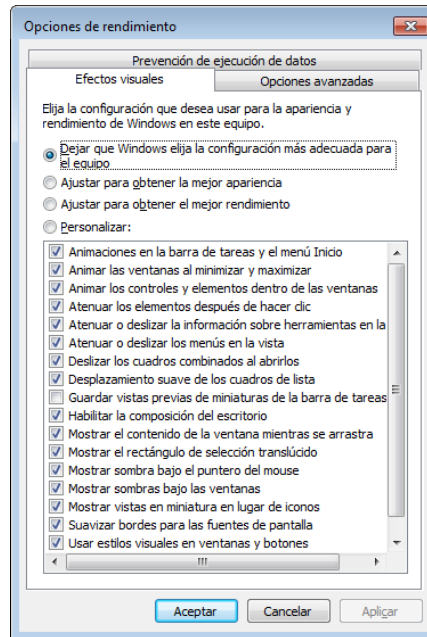 Opciones de rendimiento
Prevención de ejecución de datos
Efectos visuales
Opciones avanzadas
Elija la configuración que desea usar para la apariencia y
rendimiento de Windows en este equipo.
Dejar que Windows elija la configuración más adecuada para
el equipo
Ajustar para obtener la mejor apariencia
Ajustar para obtener el mejor rendimiento
Personalizar:
Animaciones en la barra de tareas y el menú Inicio
Animar las ventanas al minimizar y maximizar
Animar los controles y elementos dentro de las ventanas
Atenuar los elementos después de hacer clic
Atenuar o deslizar la información sobre herramientas en la
Atenuar o deslizar los menús en la vista
Deslizar los cuadros combinados al abrirlos
Desplazamiento suave de los cuadros de lista
Guardar vistas previas de miniaturas de la barra de tareas
Habilitar la composición del escritorio
Mostrar el contenido de la ventana mientras se arrastra
Mostrar el rectángulo de selección translúcido
Mostrar sombra bajo el puntero del mouse
Mostrar sombras bajo las ventanas
Mostrar vistas en miniatura en lugar de iconos
Suavizar bordes para las fuentes de pantalla
Usar estilos visuales en ventanas y botones
Aceptar
Cancelar
Aplicar